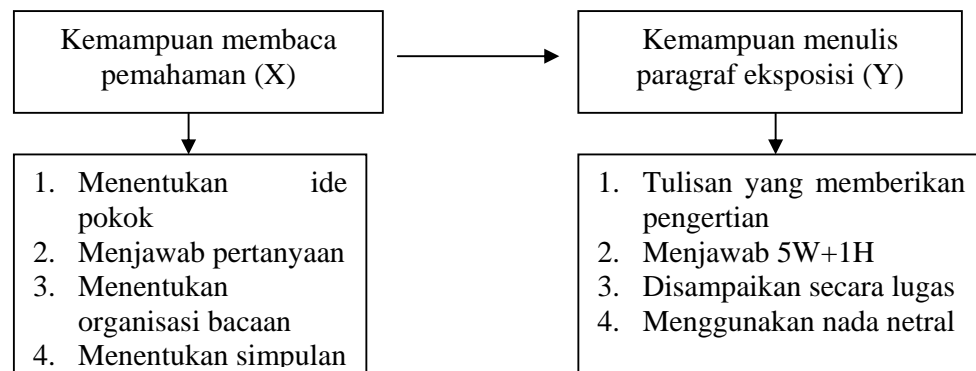 Kemampuan membaca
pemahaman (X)
Kemampuan menulis
paragraf eksposisi (Y)
1. Menentukan ide
pokok
2. Menjawab pertanyaan
3. Menentukan
organisasi bacaan
4. Menentukan simpulan
1. Tulisan yang memberikan
pengertian
2. Menjawab 5W+1H
3. Disampaikan secara lugas
4. Menggunakan nada netral